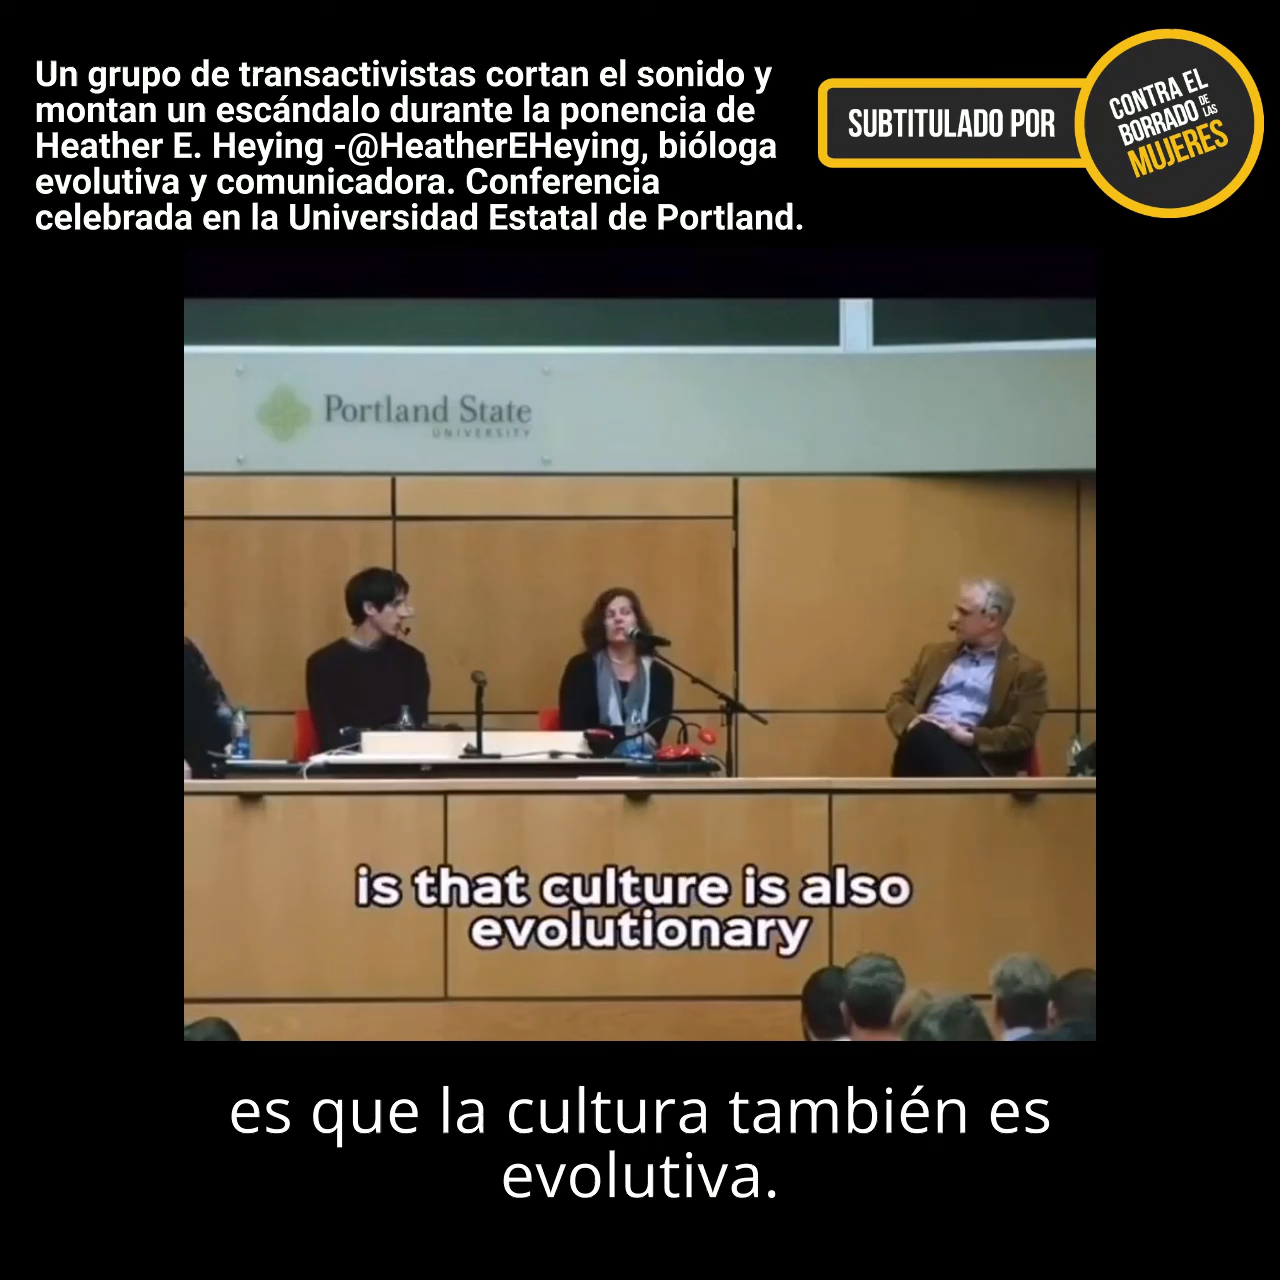 Un grupo de transactivistas cortan el sonido y
montan un escándalo durante la ponencia de
Heather E. Heying -@HeatherEHeying, bióloga
evolutiva y comunicadora. Conferencia
celebrada en la Universidad Estatal de Portland.
SUBTITULADO POR
CONTRA EL
BORRADO DE LAS
MUJERES
Portland State
UNIVERSITY
is that culture is also
evolutionary
es que la cultura también es
evolutiva.